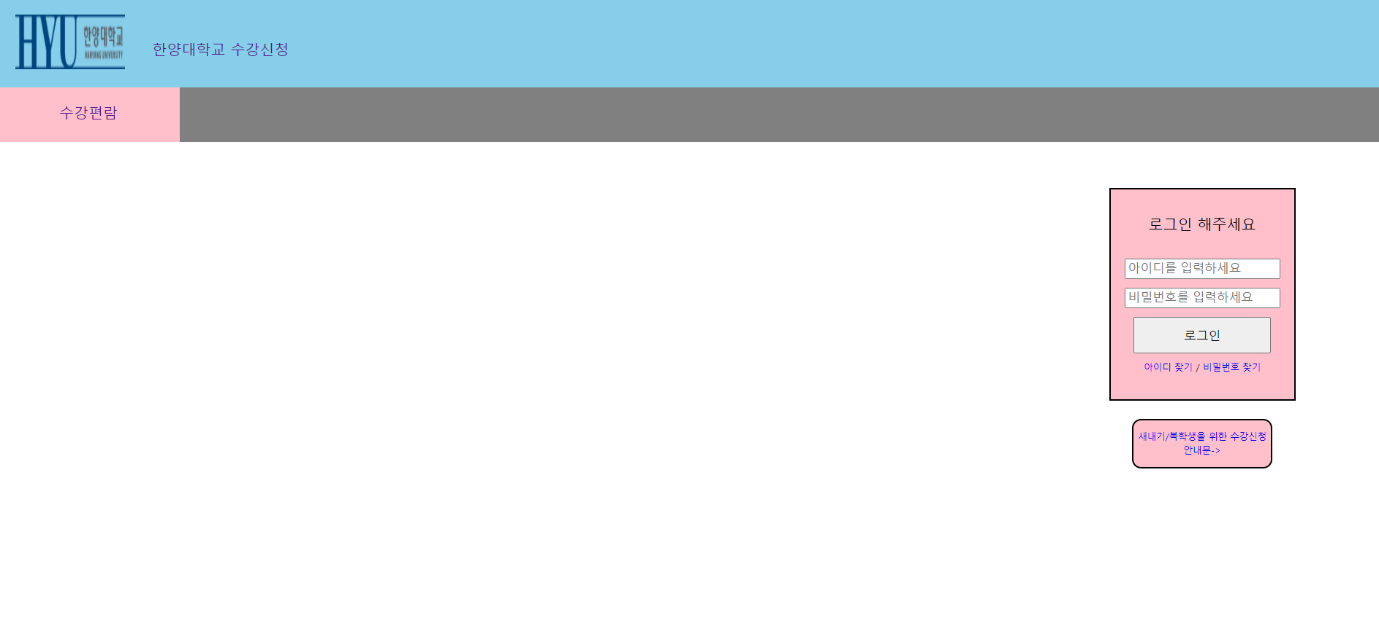 HYU 한양대학교
HANYANG UNIVERSITY
한양대학교 수강신청
수강편람
로그인 해주세요
아이디를 입력하세요
비밀번호를 입력하세요
로그인
아이디 찾기 / 비밀번호 찾기
새내기/복학생을 위한 수강신청
안내문->